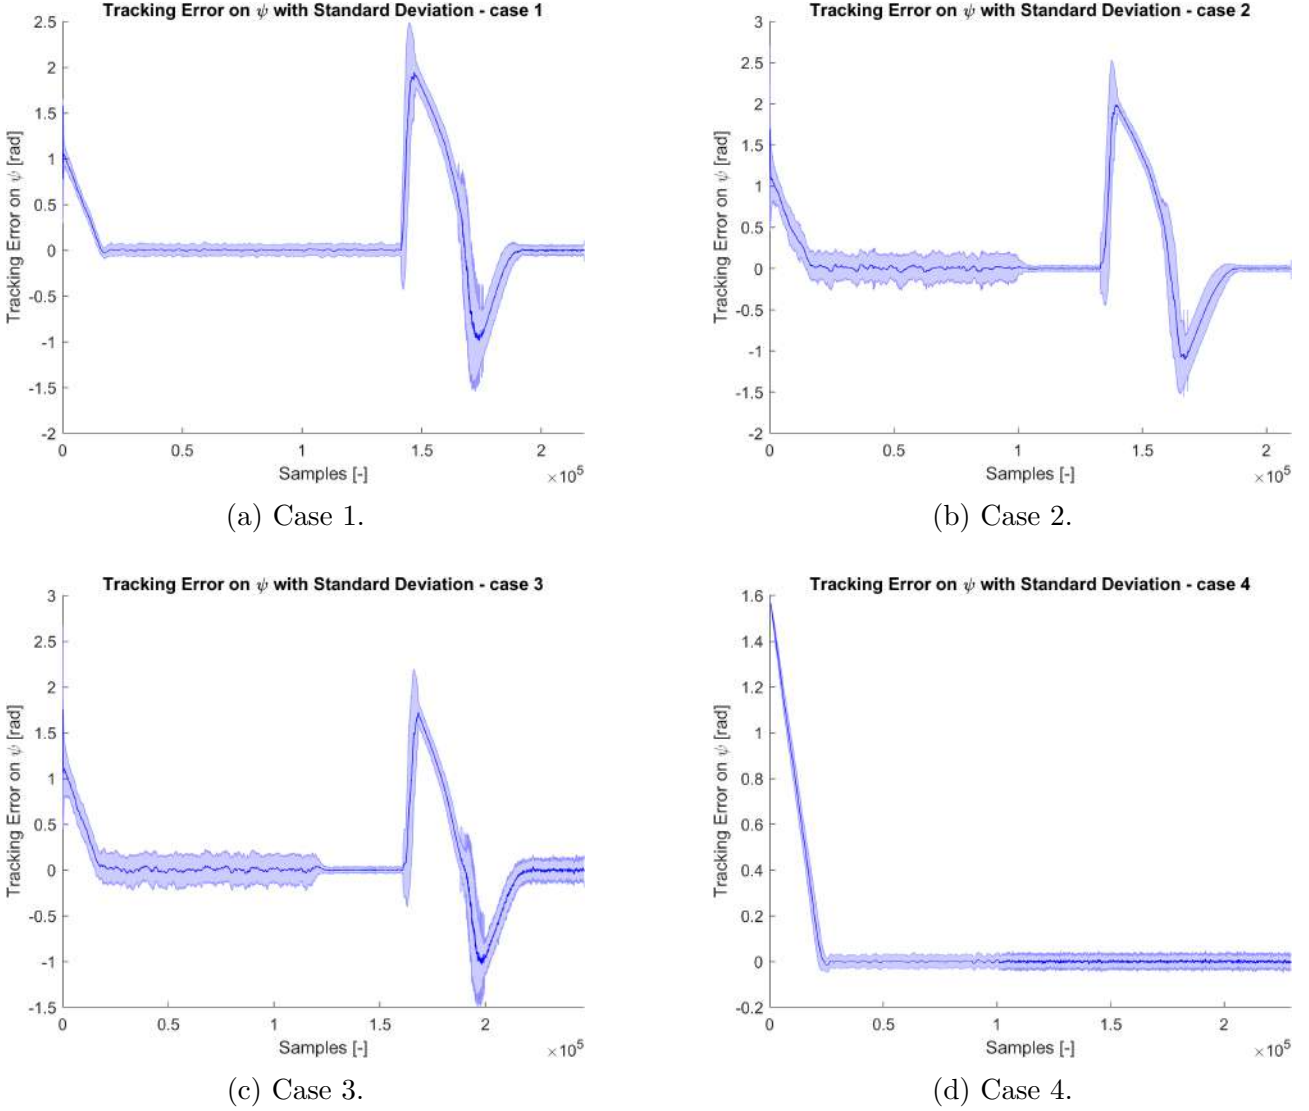 Tracking Error on ψ with Standard Deviation - case 1
2.5
2
1.5
1
0.5
0
-0.5
-1
-1.5
-2
Tracking Error on ψ [rad]
0 0.5 1 1.5 2
Samples [-]
×10⁵
(a) Case 1.
Tracking Error on ψ with Standard Deviation - case 2
3
2.5
2
1.5
1
0.5
0
-0.5
-1
-1.5
-2
Tracking Error on ψ [rad]
0 0.5 1 1.5 2
Samples [-]
×10⁵
(b) Case 2.
Tracking Error on ψ with Standard Deviation - case 3
3
2.5
2
1.5
1
0.5
0
-0.5
-1
-1.5
Tracking Error on ψ [rad]
0 0.5 1 1.5 2
Samples [-]
×10⁵
(c) Case 3.
Tracking Error on ψ with Standard Deviation - case 4
1.6
1.4
1.2
1
0.8
0.6
0.4
0.2
0
-0.2
Tracking Error on ψ [rad]
0 0.5 1 1.5 2
Samples [-]
×10⁵
(d) Case 4.